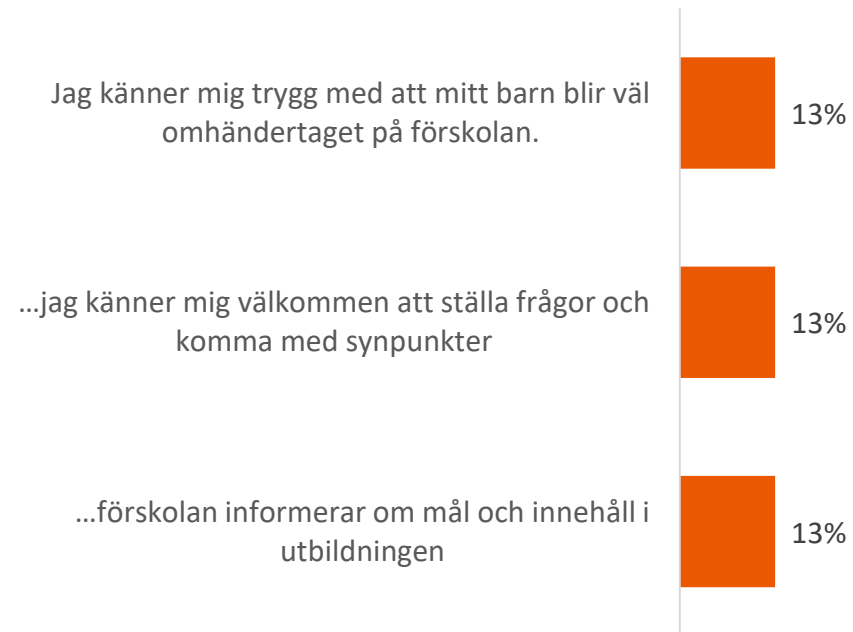 Jag känner mig trygg med att mitt barn blir väl
omhändertaget på förskolan.
13%
...jag känner mig välkommen att ställa frågor och
komma med synpunkter
13%
...förskolan informerar om mål och innehåll i
utbildningen
13%